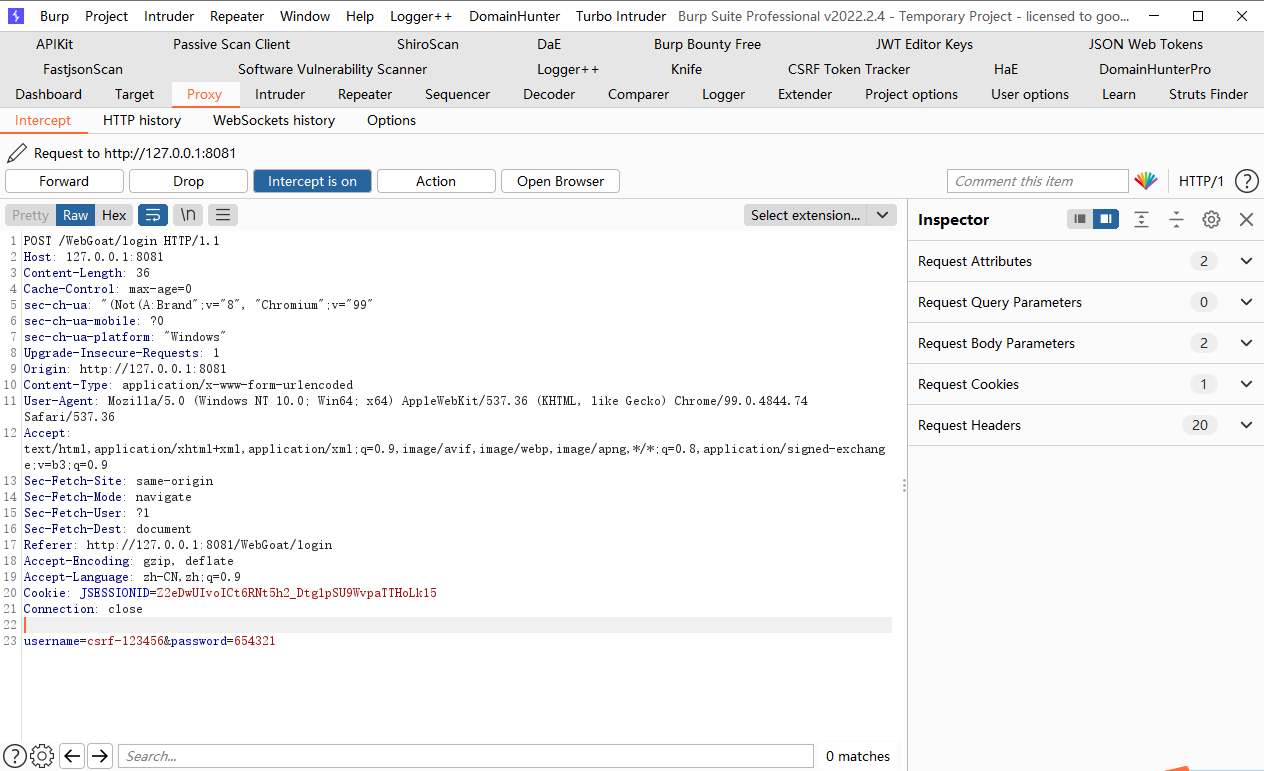 Burp Project Intruder Repeater Window Help Logger++ DomainHunter Turbo Intruder Burp Suite Professional v2022.2.4 - Temporary Project - licensed to goo...
APIKit Passive Scan Client ShiroScan DaE Burp Bounty Free JWT Editor Keys JSON Web Tokens
FastjsonScan Software Vulnerability Scanner Logger++ Knife CSRF Token Tracker HaE DomainHunterPro
Dashboard Target Proxy Intruder Repeater Sequencer Decoder Comparer Logger Extender Project options User options Learn Struts Finder
Intercept HTTP history WebSockets history Options
Request to http://127.0.0.1:8081
Forward Drop Intercept is on Action Open Browser Comment this item HTTP/1 ?
Pretty Raw Hex \n Select extension...
1 POST /WebGoat/login HTTP/1.1
2 Host: 127.0.0.1:8081
3 Content-Length: 36
4 Cache-Control: max-age=0
5 sec-ch-ua: "(Not(A:Brand";v="8", "Chromium";v="99"
6 sec-ch-ua-mobile: ?0
7 sec-ch-ua-platform: "Windows"
8 Upgrade-Insecure-Requests: 1
9 Origin: http://127.0.0.1:8081
10 Content-Type: application/x-www-form-urlencoded
11 User-Agent: Mozilla/5.0 (Windows NT 10.0; Win64; x64) AppleWebKit/537.36 (KHTML, like Gecko) Chrome/99.0.4844.74
Safari/537.36
12 Accept:
text/html,application/xhtml+xml,application/xml;q=0.9,image/avif,image/webp,image/apng,*/*;q=0.8,application/signed-exchang
e;v=b3;q=0.9
13 Sec-Fetch-Site: same-origin
14 Sec-Fetch-Mode: navigate
15 Sec-Fetch-User: ?1
16 Sec-Fetch-Dest: document
17 Referer: http://127.0.0.1:8081/WebGoat/login
18 Accept-Encoding: gzip, deflate
19 Accept-Language: zh-CN,zh;q=0.9
20 Cookie: JSESSIONID=Z2eDwUIvoICt6RNt5h2_Dtg1pSU9WvpaTTHoLk15
21 Connection: close
22
23 username=csrf-123456&password=654321
? Search... 0 matches
Inspector
Request Attributes 2
Request Query Parameters 0
Request Body Parameters 2
Request Cookies 1
Request Headers 20